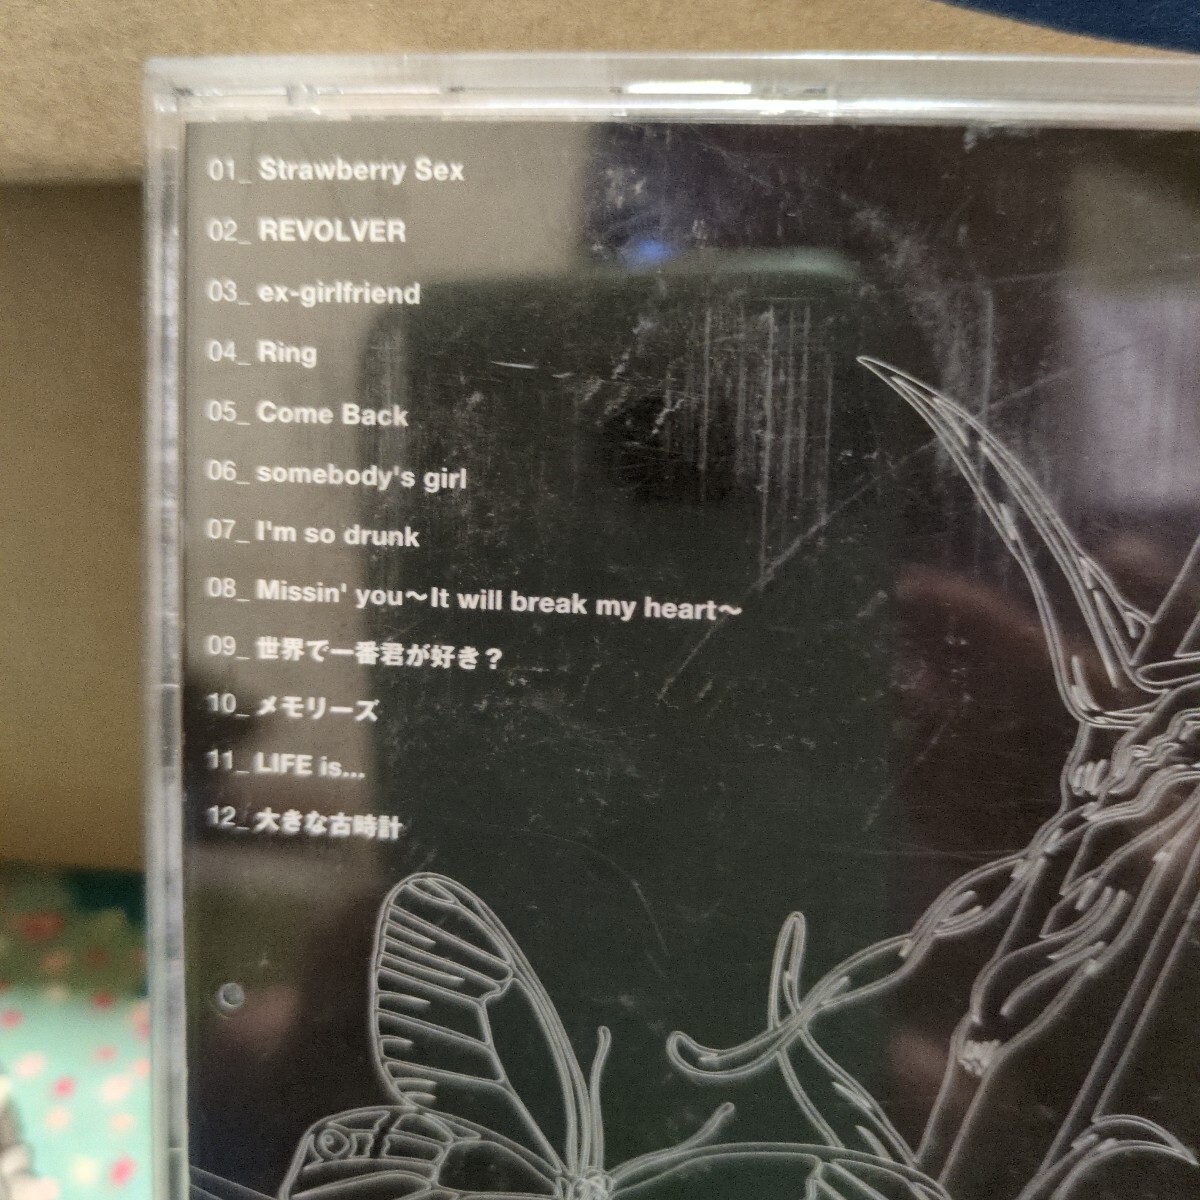 01_ Strawberry Sex
02_ REVOLVER
03_ ex-girlfriend
04_ Ring
05_ Come Back
06_ somebody's girl
07_ I'm so drunk
08_ Missin' you～It will break my heart～
09_ 世界で一番君が好き？
10_ メモリーズ
11_ LIFE is...
12_ 大きな古時計